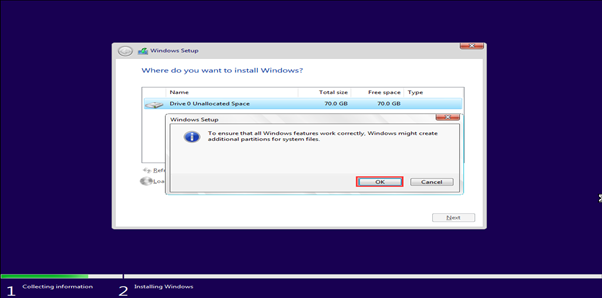 Windows Setup
Where do you want to install Windows?
Name Total size Free space Type
Drive 0 Unallocated Space 70.0 GB 70.0 GB
Windows Setup
To ensure that all Windows features work correctly, Windows might create
additional partitions for system files.
OK Cancel
Refr
Loa
Next
1 Collecting information 2 Installing Windows